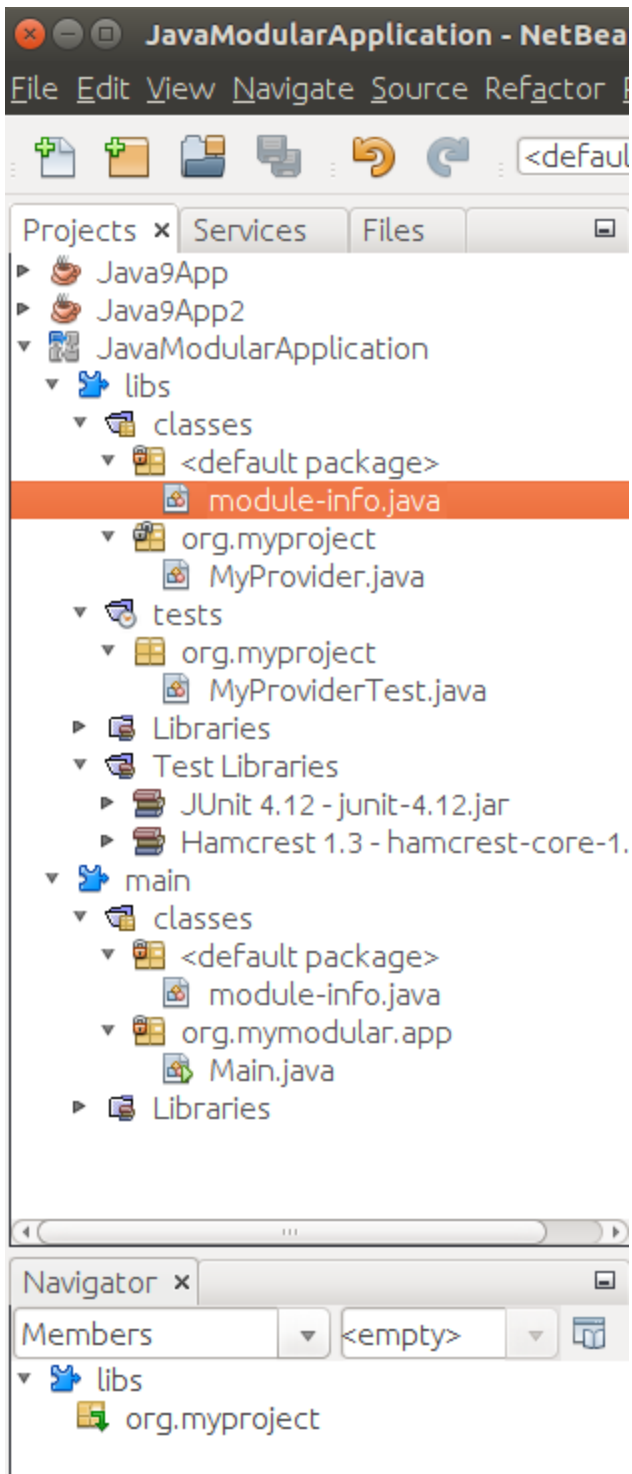 JavaModularApplication - NetBea
File Edit View Navigate Source Refactor
<defaul
Projects × Services Files
Java9App
Java9App2
JavaModularApplication
libs
classes
<default package>
module-info.java
org.myproject
MyProvider.java
tests
org.myproject
MyProviderTest.java
Libraries
Test Libraries
JUnit 4.12 - junit-4.12.jar
Hamcrest 1.3 - hamcrest-core-1.
main
classes
<default package>
module-info.java
org.mymodular.app
Main.java
Libraries
Navigator ×
Members <empty>
libs
org.myproject